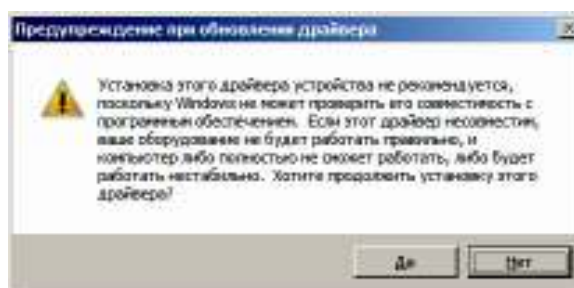 Предупреждение при обновлении драйвера
Установка этого драйвера устройства не рекомендуется,
поскольку Windows не может проверить его совместимость с
программным обеспечением. Если этот драйвер несовместим,
ваше оборудование не будет работать правильно, и
компьютер либо полностью не сможет работать, либо будет
работать нестабильно. Хотите продолжить установку этого
драйвера?
Да
Нет